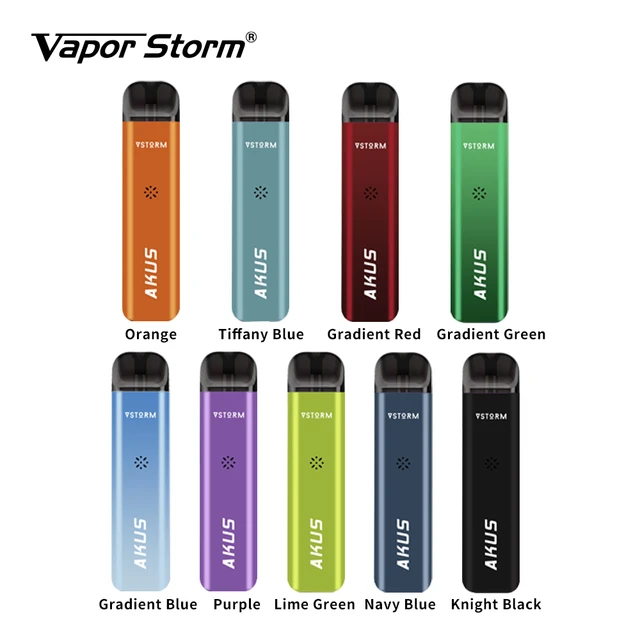 Vapor Storm®
VSTORM
AKUS
VSTORM
AKUS
VSTORM
AKUS
VSTORM
AKUS
Orange
Tiffany Blue
Gradient Red
Gradient Green
VSTORM
AKUS
VSTORM
AKUS
VSTORM
AKUS
VSTORM
AKUS
VSTORM
AKUS
Gradient Blue
Purple
Lime Green
Navy Blue
Knight Black